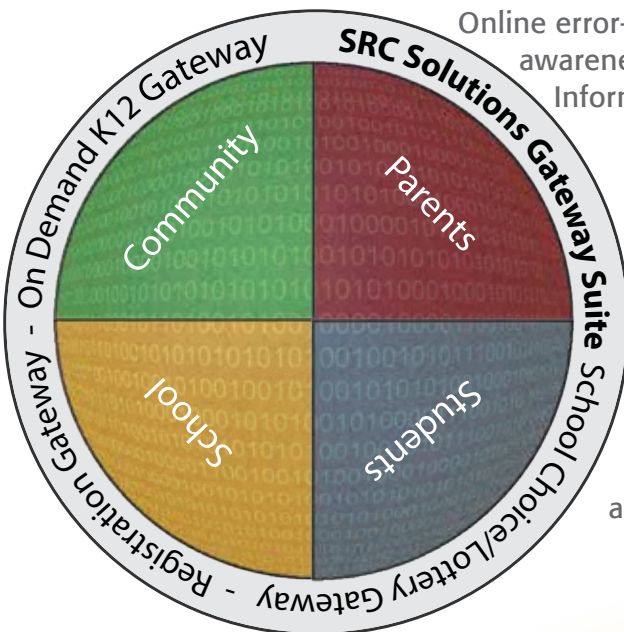 Online error-
awarene
Inform
SRC Solutions Gateway Suite
School Choice/Lottery Gateway - Registration Gateway - On Demand K12 Gateway
Community
Parents
School
Students
a